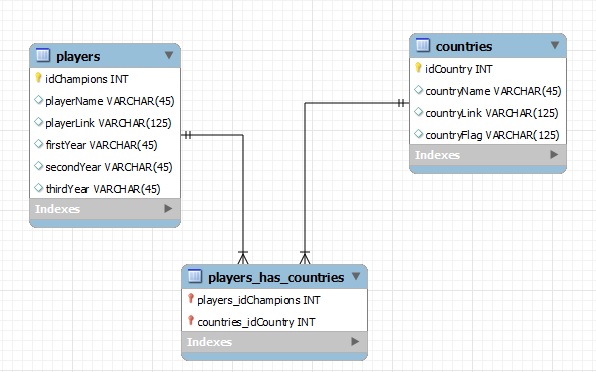 players
idChampions INT
playerName VARCHAR(45)
playerLink VARCHAR(125)
firstYear VARCHAR(45)
secondYear VARCHAR(45)
thirdYear VARCHAR(45)
Indexes
countries
idCountry INT
countryName VARCHAR(45)
countryLink VARCHAR(125)
countryFlag VARCHAR(125)
Indexes
players_has_countries
players_idChampions INT
countries_idCountry INT
Indexes